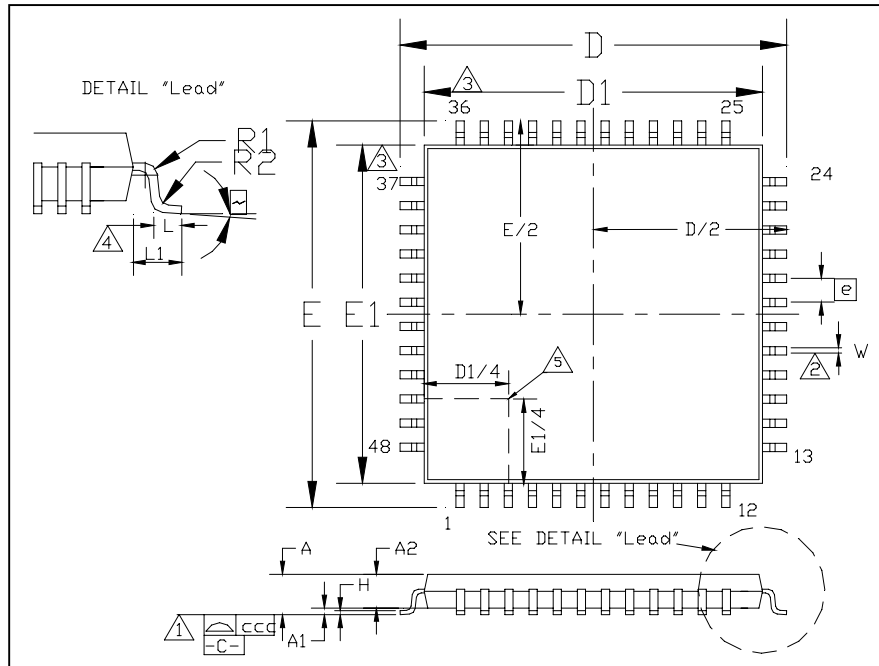 D
DETAIL "Lead"
3
D1
36
25
R1
R2
3
37
24
E/2
D/2
4
L
L1
e
E
E1
W
2
D1/4
5
E1/4
48
13
1
12
SEE DETAIL "Lead"
A
A2
H
1
ccc
A1
-C-